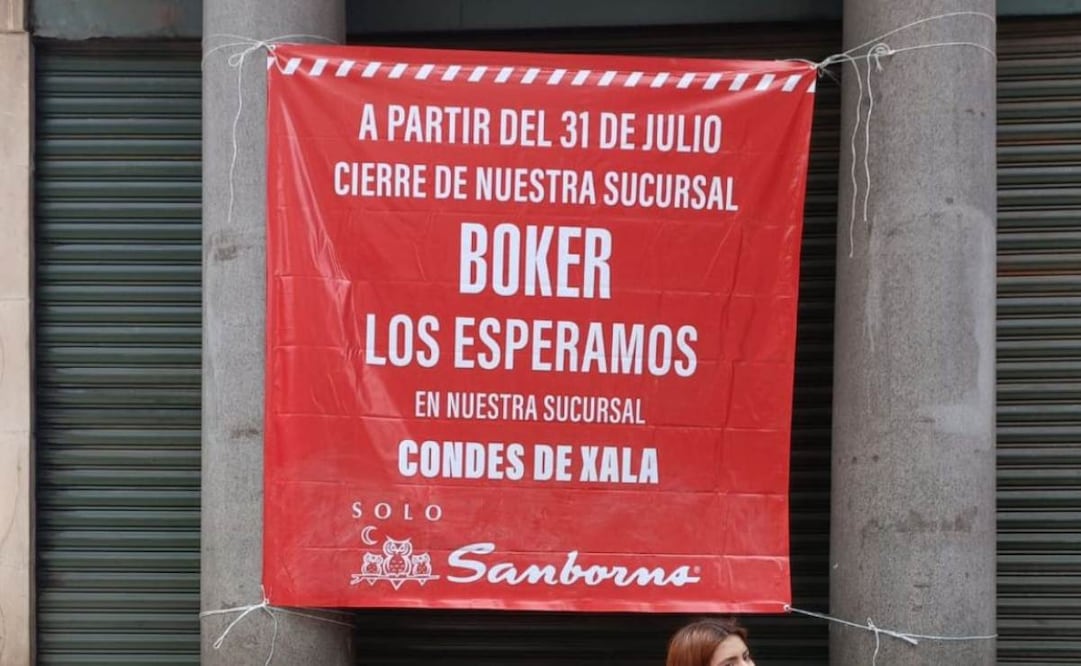 A PARTIR DEL 31 DE JULIO
CIERRE DE NUESTRA SUCURSAL
BOKER
LOS ESPERAMOS
EN NUESTRA SUCURSAL
CONDES DE XALA
SOLO
Sanborns